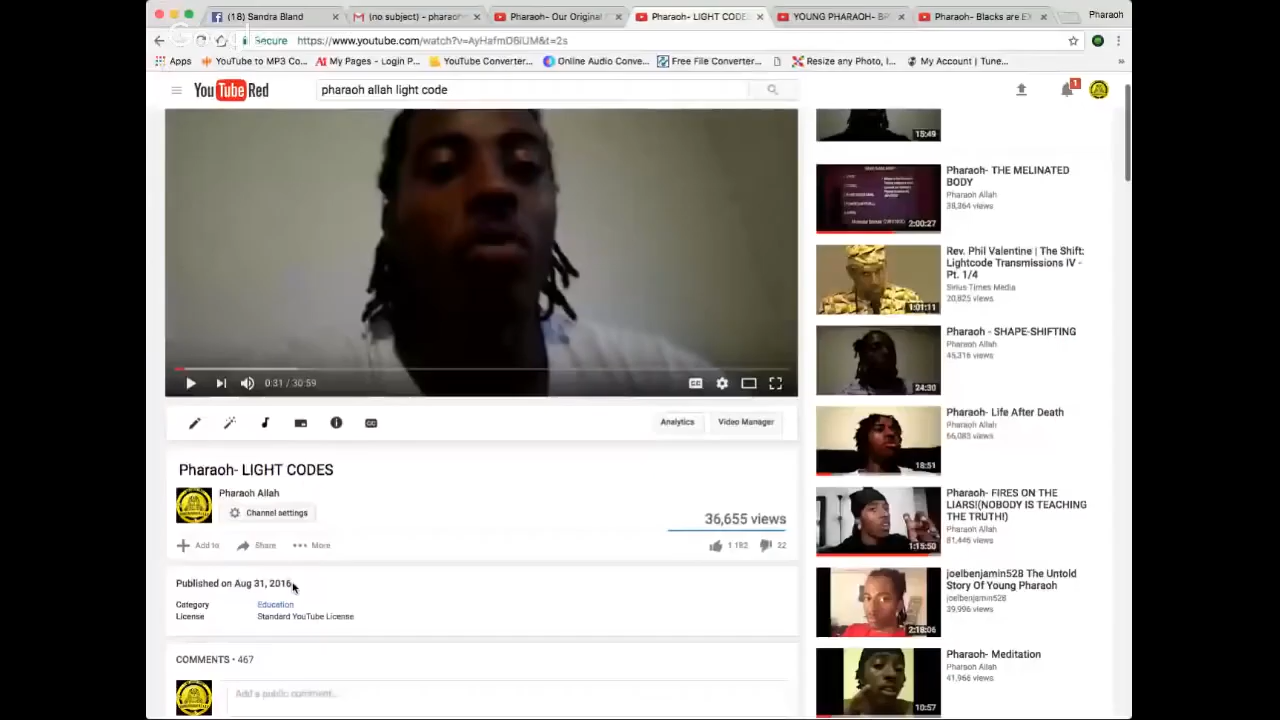 (18) Sandra Bland
(no subject) - pharaoh
Pharaoh- Our Original
Pharaoh- LIGHT CODES
YOUNG PHARAOH- BR
Pharaoh- Blacks are EX
Pharaoh
Secure
https://www.youtube.com/watch?v=AyHafmD6iUM&t=2s
Apps
YouTube to MP3 Co...
My Pages - Login P...
YouTube Converter...
Online Audio Conve...
Free File Converter...
Resize any Photo, I...
My Account | Tune...
YouTube Red
pharaoh allah light code
1
15:49
Pharaoh- THE MELINATED
BODY
Pharaoh Allah
38,364 views
2:00:27
Rev. Phil Valentine | The Shift:
Lightcode Transmissions IV -
Pt. 1/4
Sirius Times Media
20,825 views
1:01:11
Pharaoh - SHAPE-SHIFTING
Pharaoh Allah
45,316 views
24:30
0:31 / 30:59
Analytics
Video Manager
Pharaoh- Life After Death
Pharaoh Allah
56,083 views
18:51
Pharaoh- LIGHT CODES
Pharaoh Allah
Channel settings
36,655 views
Add to
Share
More
1 182
32
Pharaoh- FIRES ON THE
LIARS!(NOBODY IS TEACHING
THE TRUTH!)
Pharaoh Allah
81,446 views
1:15:50
Published on Aug 31, 2016
Category
Education
License
Standard YouTube License
joelbenjamin528 The Untold
Story Of Young Pharaoh
joelbenjamin528
39,996 views
2:18:06
COMMENTS • 467
Add a public comment...
Pharaoh- Meditation
Pharaoh Allah
41,966 views
10:57